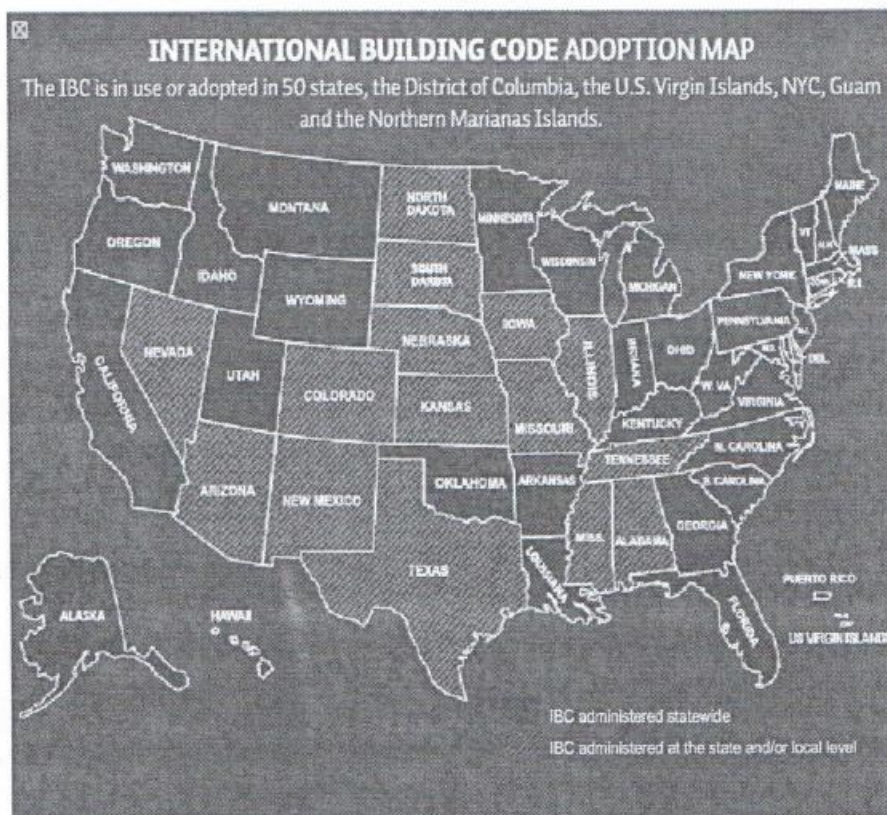 INTERNATIONAL BUILDING CODE ADOPTION MAP
The IBC is in use or adopted in 50 states, the District of Columbia, the U.S. Virgin Islands, NYC, Guam
and the Northern Marianas Islands.
WASHINGTON
MONTANA
NORTH
DAKOTA
MINNESOTA
MAINE
OREGON
IDAHO
WYOMING
SOUTH
DAKOTA
WISCONSIN
MICHIGAN
VT
N.H.
MASS
NEW YORK
R.I.
NEVADA
UTAH
COLORADO
NEBRASKA
IOWA
ILLINOIS
INDIANA
OHIO
PENNSYLVANIA
N.J.
DEL.
CALIFORNIA
KANSAS
MISSOURI
KENTUCKY
W. VA
VIRGINIA
ARIZONA
NEW MEXICO
OKLAHOMA
ARKANSAS
TENNESSEE
N. CAROLINA
S. CAROLINA
TEXAS
LOUISIANA
MISS.
ALABAMA
GEORGIA
FLORIDA
ALASKA
HAWAII
PUERTO RICO
US VIRGIN ISLANDS
IBC administered statewide
IBC administered at the state and/or local level